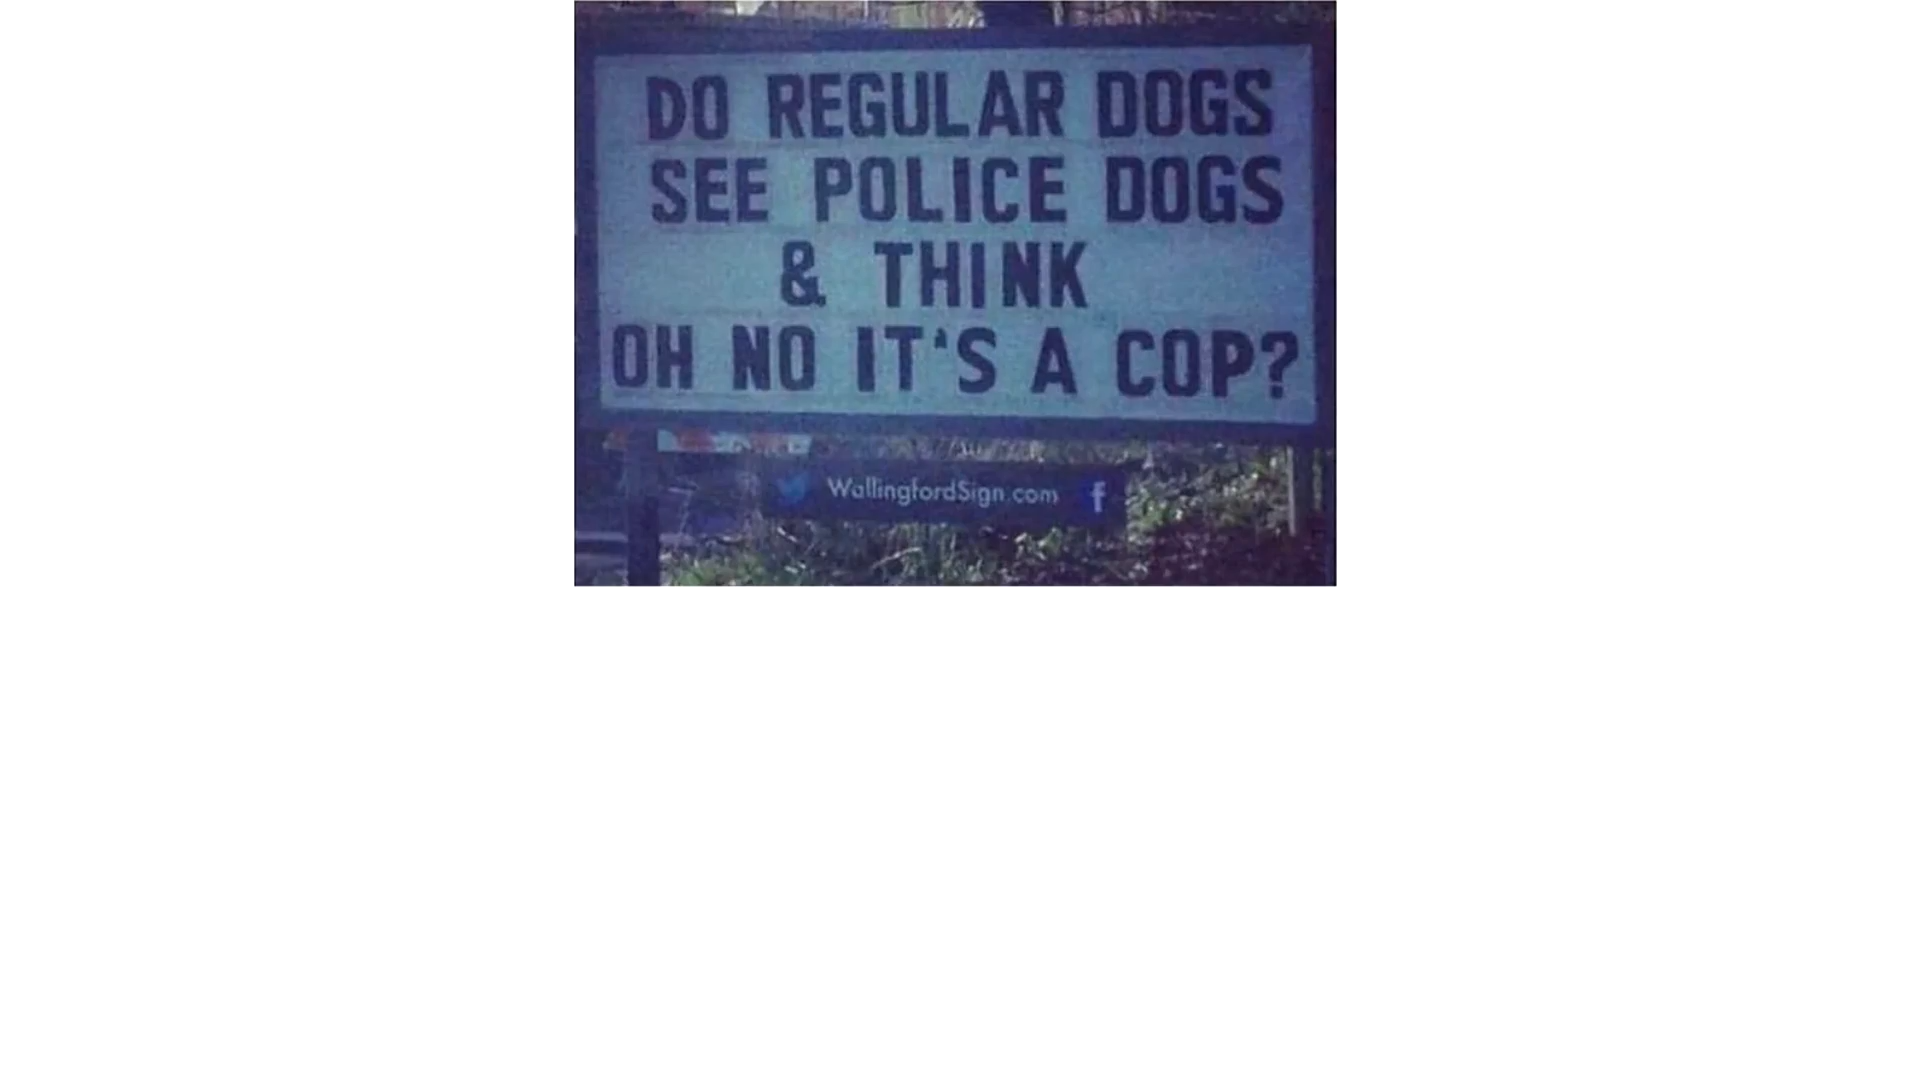 DO REGULAR DOGS
SEE POLICE DOGS
& THINK
OH NO IT'S A COP?
WallingfordSign.com